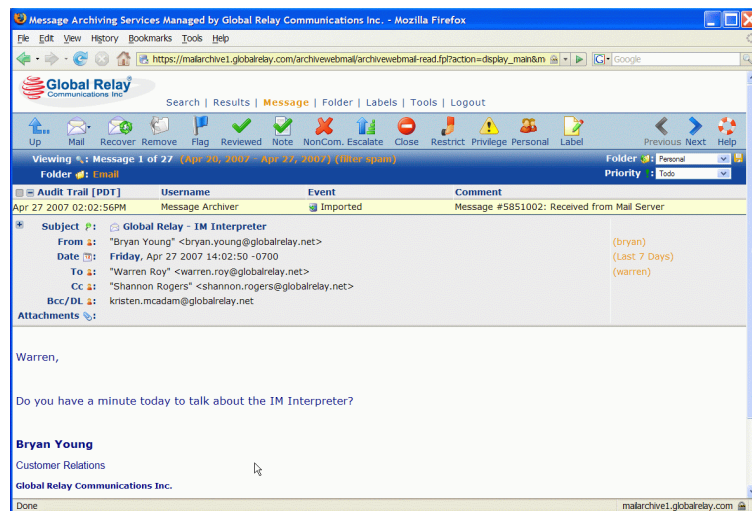 Message Archiving Services Managed by Global Relay Communications Inc. - Mozilla Firefox
File Edit View History Bookmarks Tools Help
https://mailarchive1.globalrelay.com/archivewebmail/archivewebmail-read.fpl?action=display_main&m
Google
Global Relay
Communications Inc
Search | Results | Message | Folder | Labels | Tools | Logout
Up Mail Recover Remove Flag Reviewed Note NonCom. Escalate Close Restrict Privilege Personal Label Previous Next Help
Viewing : Message 1 of 27 (Apr 20, 2007 - Apr 27, 2007) (filter spam) Folder : Personal
Folder : Email Priority : Todo
Audit Trail [PDT] Username Event Comment
Apr 27 2007 02:02:56PM Message Archiver Imported Message #5851002: Received from Mail Server
Subject : Global Relay - IM Interpreter
From : "Bryan Young" <bryan.young@globalrelay.net> (bryan)
Date : Friday, Apr 27 2007 14:02:50 -0700 (Last 7 Days)
To : "Warren Roy" <warren.roy@globalrelay.net> (warren)
Cc : "Shannon Rogers" <shannon.rogers@globalrelay.net>
Bcc/DL : kristen.mcadam@globalrelay.net
Attachments :
Warren,
Do you have a minute today to talk about the IM Interpreter?
Bryan Young
Customer Relations
Global Relay Communications Inc.
Done mailarchive1.globalrelay.com